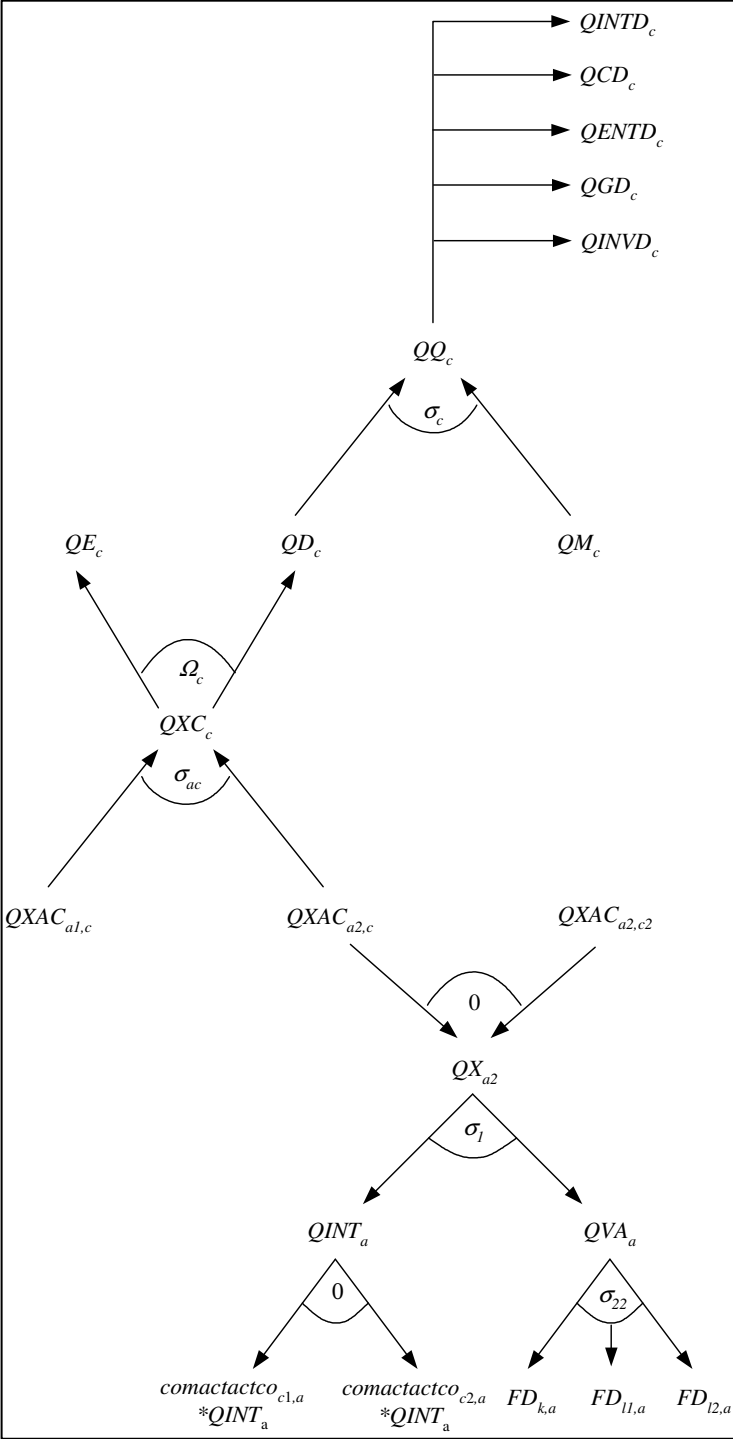 QINTD_c
QCD_c
QENTD_c
QGD_c
QINVD_c
QQ_c
σ_c
QE_c QD_c QM_c
Ω_c
QXC_c
σ_ac
QXAC_a1,c QXAC_a2,c QXAC_a2,c2
0
QX_a2
σ_1
QINT_a QVA_a
0 σ_22
comactactco_c1,a comactactco_c2,a FD_k,a FD_l1,a FD_l2,a
*QINT_a *QINT_a